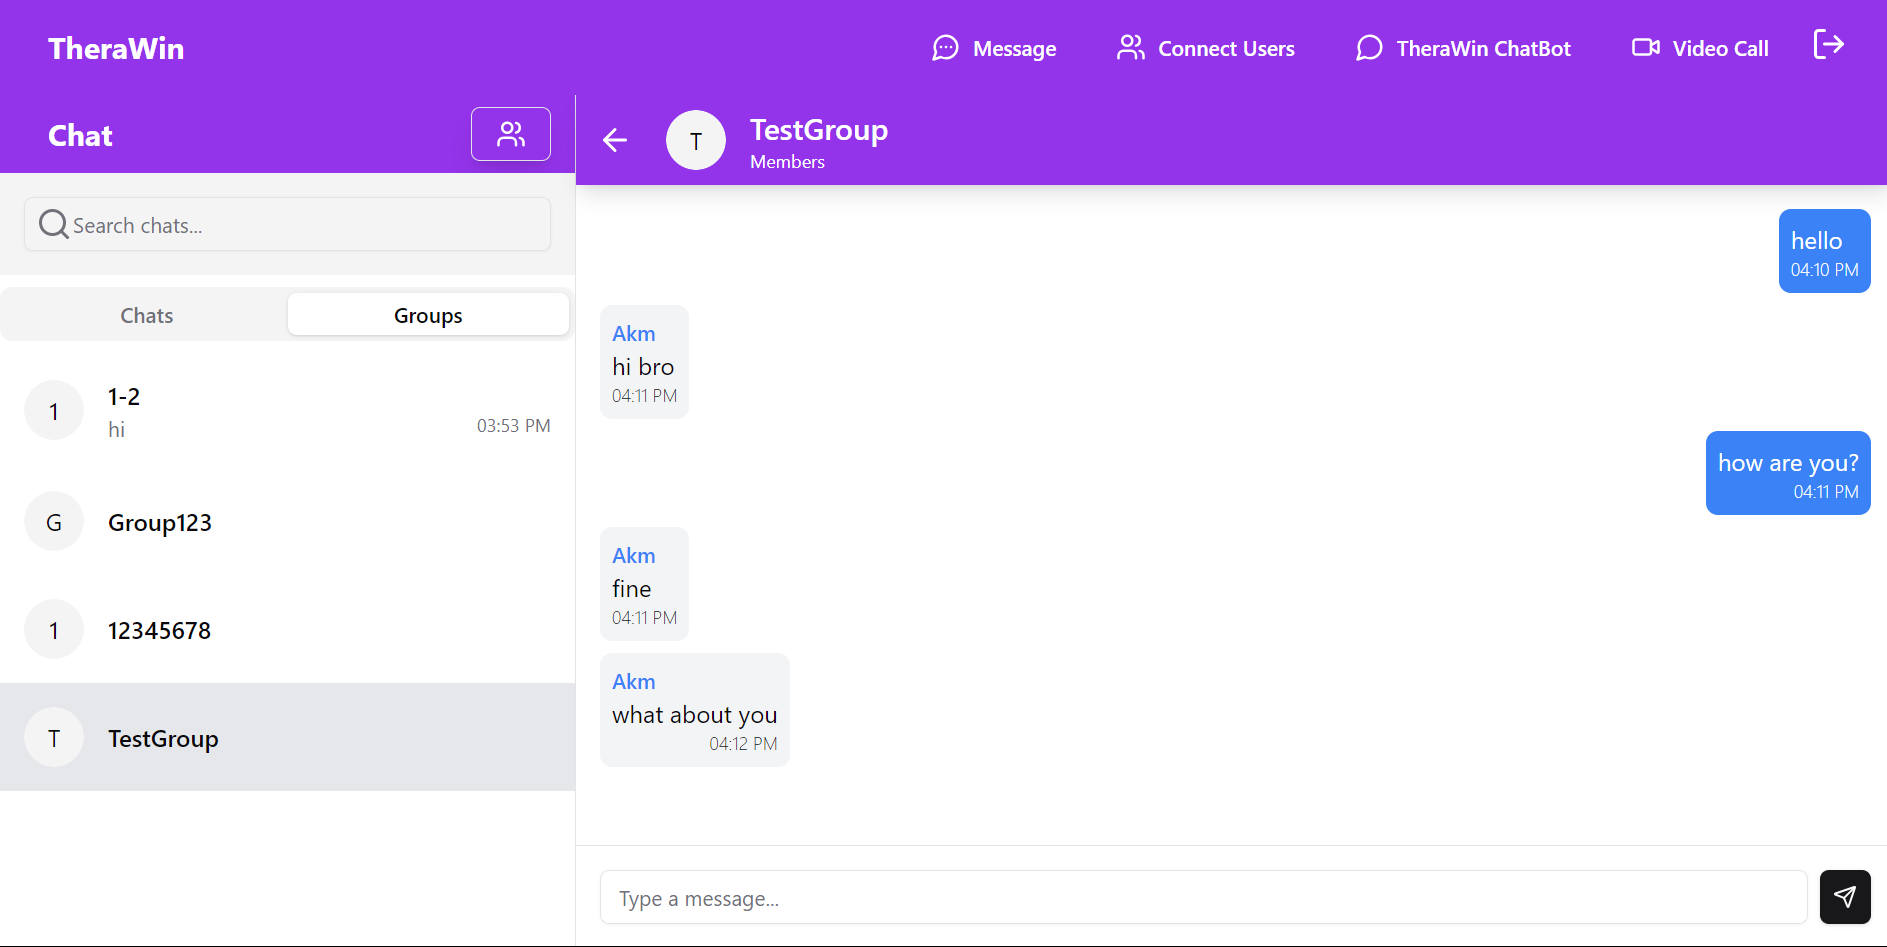 TheraWin
Message
Connect Users
TheraWin ChatBot
Video Call
Chat
Search chats...
Chats
Groups
1
1-2
hi
03:53 PM
G
Group123
1
12345678
T
TestGroup
T
TestGroup
Members
hello
04:10 PM
Akm
hi bro
04:11 PM
how are you?
04:11 PM
Akm
fine
04:11 PM
Akm
what about you
04:12 PM
Type a message...